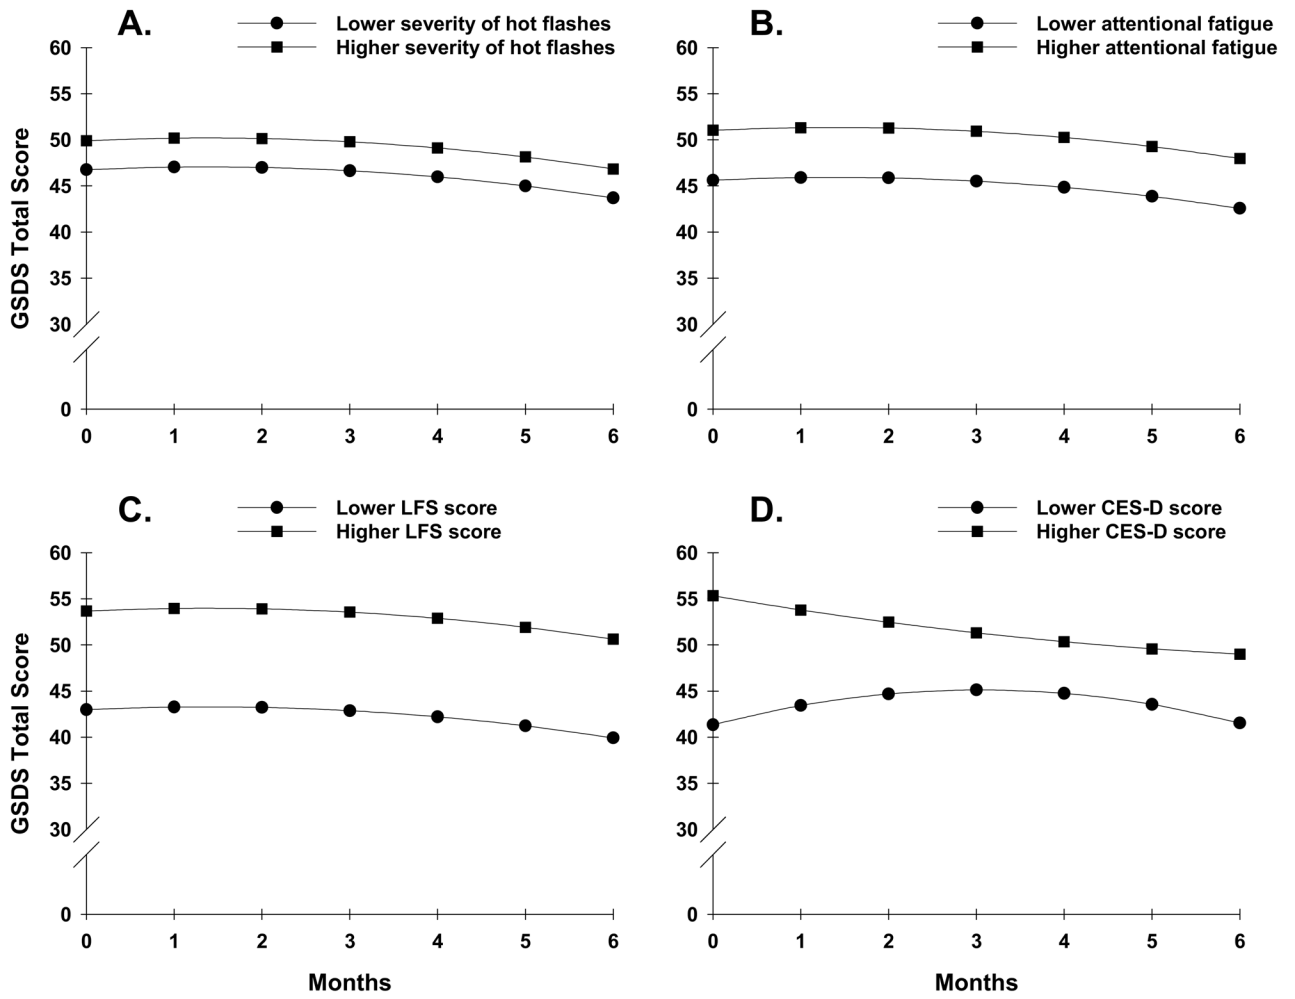 A.
Lower severity of hot flashes
Higher severity of hot flashes
GSDS Total Score
60
55
50
45
40
35
30
0
0 1 2 3 4 5 6
B.
Lower attentional fatigue
Higher attentional fatigue
60
55
50
45
40
35
30
0
0 1 2 3 4 5 6
C.
Lower LFS score
Higher LFS score
GSDS Total Score
60
55
50
45
40
35
30
0
0 1 2 3 4 5 6
Months
D.
Lower CES-D score
Higher CES-D score
60
55
50
45
40
35
30
0
0 1 2 3 4 5 6
Months